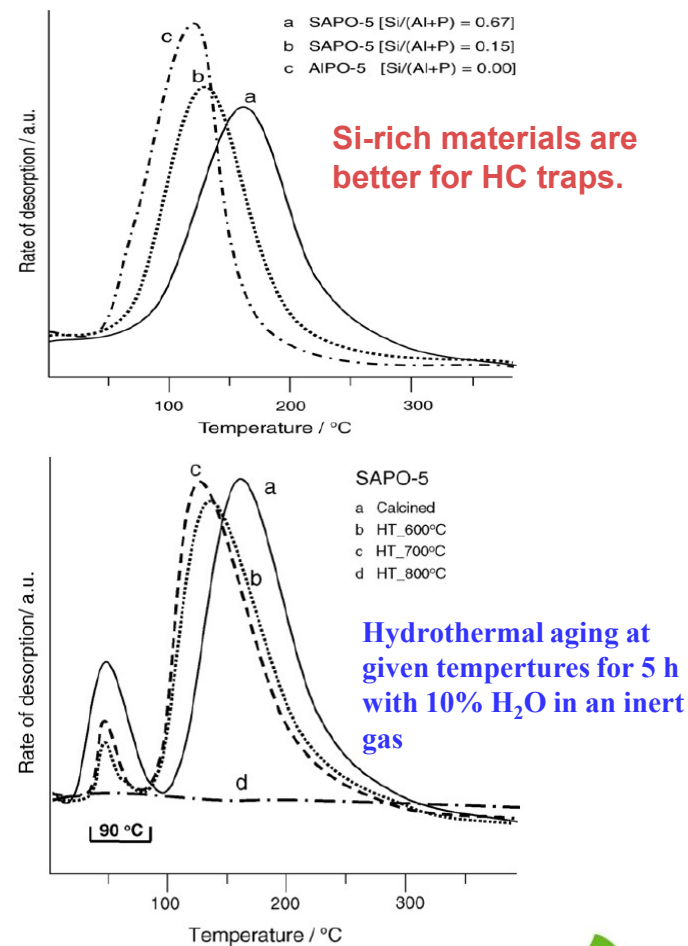 a SAPO-5 [Si/(Al+P) = 0.67]
b SAPO-5 [Si/(Al+P) = 0.15]
c AlPO-5 [Si/(Al+P) = 0.00]
c
b
a
Si-rich materials are
better for HC traps.
Rate of desorption/ a.u.
100
200
300
Temperature / °C
SAPO-5
a Calcined
b HT_600°C
c HT_700°C
d HT_800°C
c
a
b
d
Hydrothermal aging at
given tempertures for 5 h
with 10% H₂O in an inert
gas
Rate of desorption/ a.u.
90 °C
100
200
300
Temperature / °C